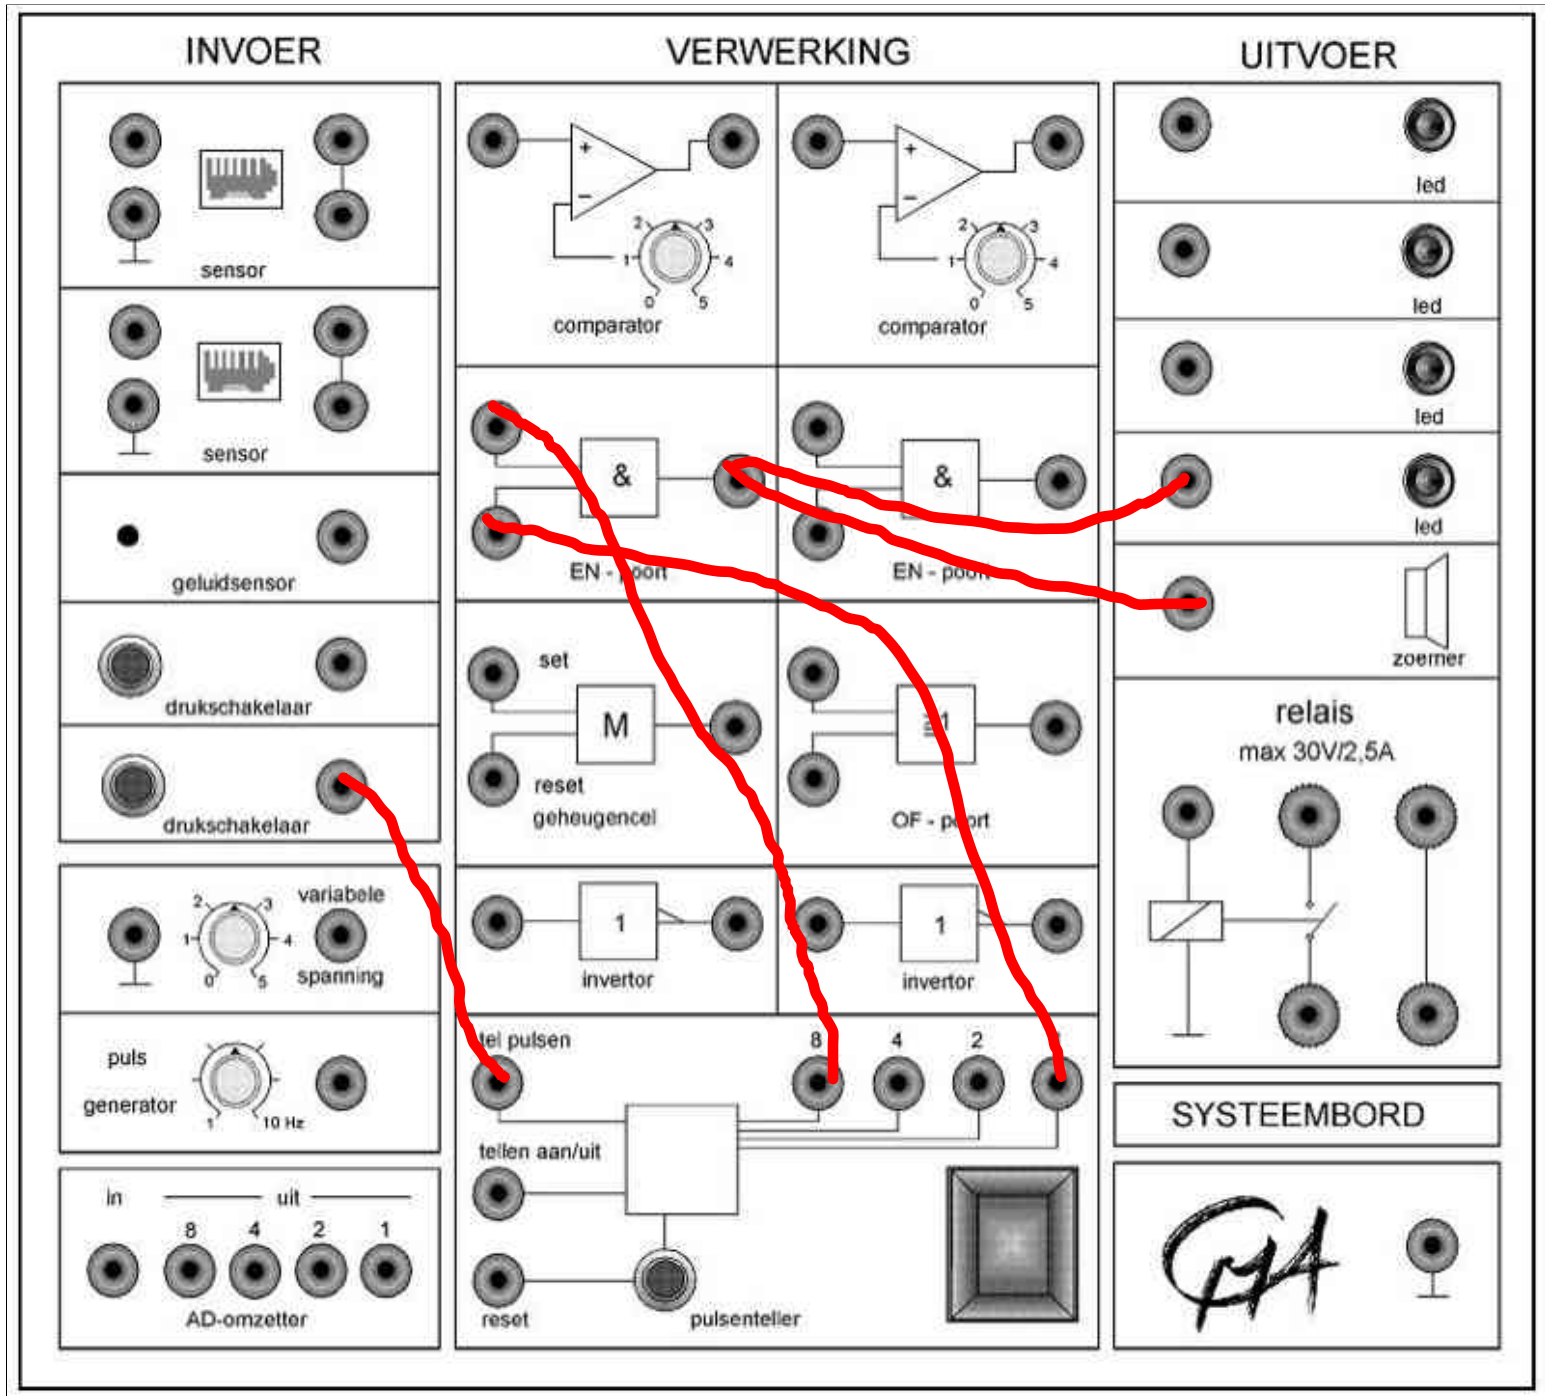 INVOER
VERWERKING
UITVOER
sensor
sensor
geluidsensor
drukschakelaar
drukschakelaar
2 3
1 4
0 5
variabele
spanning
puls
generator
1 10 Hz
in uit
8 4 2 1
AD-omzetter
+
−
2 3
1 4
0 5
comparator
+
−
2 3
1 4
0 5
comparator
&
EN - poort
&
EN - poort
set
M
reset
geheugencel
≥1
OF - poort
1
invertor
1
invertor
tel pulsen
8 4 2 1
tellen aan/uit
reset
pulsenteller
led
led
led
led
zoemer
relais
max 30V/2,5A
SYSTEEMBORD
CMA